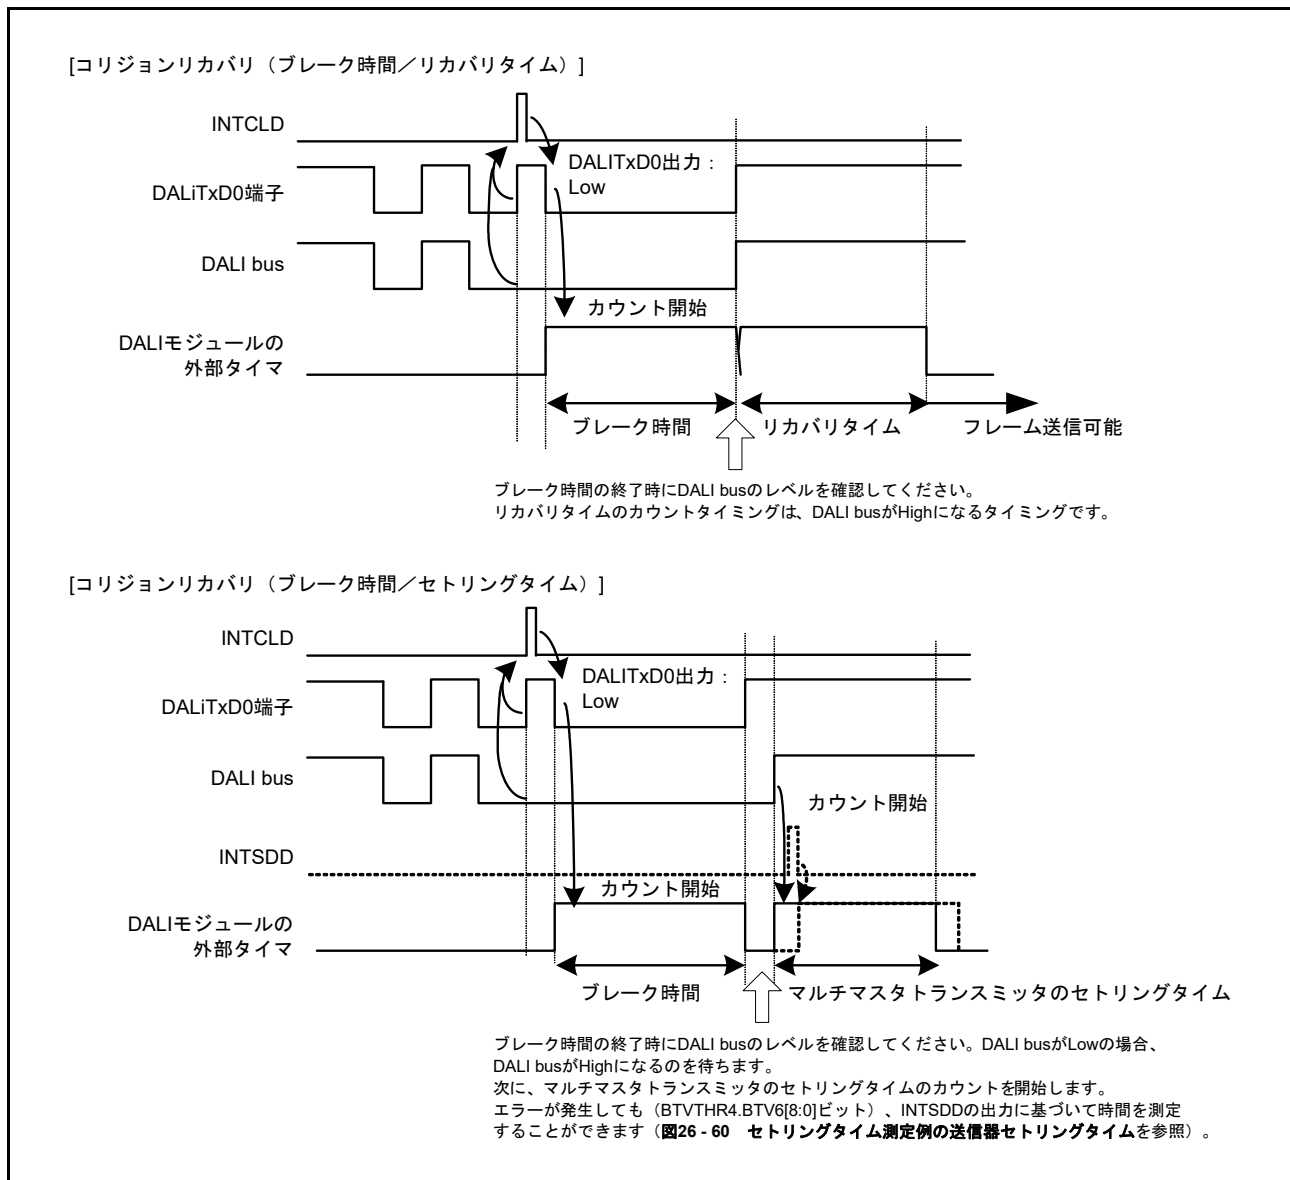 [コリジョンリカバリ（ブレーク時間／リカバリタイム）]
INTCLD
DALITxD0出力：
Low
DALiTxD0端子
DALI bus
カウント開始
DALIモジュールの
外部タイマ
ブレーク時間
リカバリタイム
フレーム送信可能
ブレーク時間の終了時にDALI busのレベルを確認してください。
リカバリタイムのカウントタイミングは、DALI busがHighになるタイミングです。
[コリジョンリカバリ（ブレーク時間／セトリングタイム）]
INTCLD
DALITxD0出力：
Low
DALiTxD0端子
DALI bus
カウント開始
INTSDD
カウント開始
DALIモジュールの
外部タイマ
ブレーク時間
マルチマスタトランスミッタのセトリングタイム
ブレーク時間の終了時にDALI busのレベルを確認してください。DALI busがLowの場合、
DALI busがHighになるのを待ちます。
次に、マルチマスタトランスミッタのセトリングタイムのカウントを開始します。
エラーが発生しても（BTVTHR4.BTV6[8:0]ビット）、INTSDDの出力に基づいて時間を測定
することができます（図26 - 60　セトリングタイム測定例の送信器セトリングタイムを参照）。